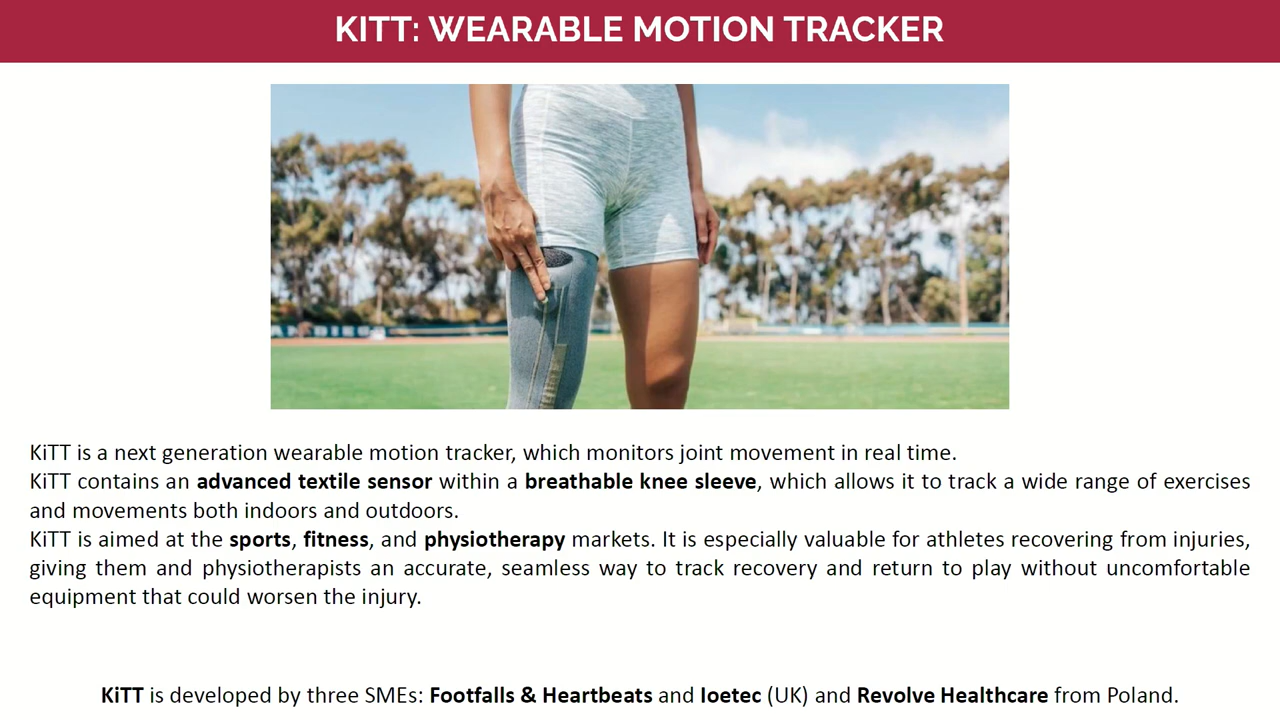 KITT: WEARABLE MOTION TRACKER
KiTT is a next generation wearable motion tracker, which monitors joint movement in real time.
KiTT contains an advanced textile sensor within a breathable knee sleeve, which allows it to track a wide range of exercises
and movements both indoors and outdoors.
KiTT is aimed at the sports, fitness, and physiotherapy markets. It is especially valuable for athletes recovering from injuries,
giving them and physiotherapists an accurate, seamless way to track recovery and return to play without uncomfortable
equipment that could worsen the injury.
KiTT is developed by three SMEs: Footfalls & Heartbeats and Ioetec (UK) and Revolve Healthcare from Poland.